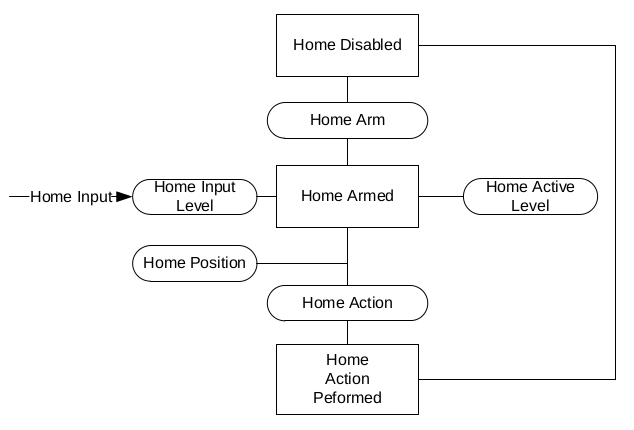 Home Disabled
Home Arm
Home Input
Home Input
Level
Home Armed
Home Active
Level
Home Position
Home Action
Home
Action
Peformed